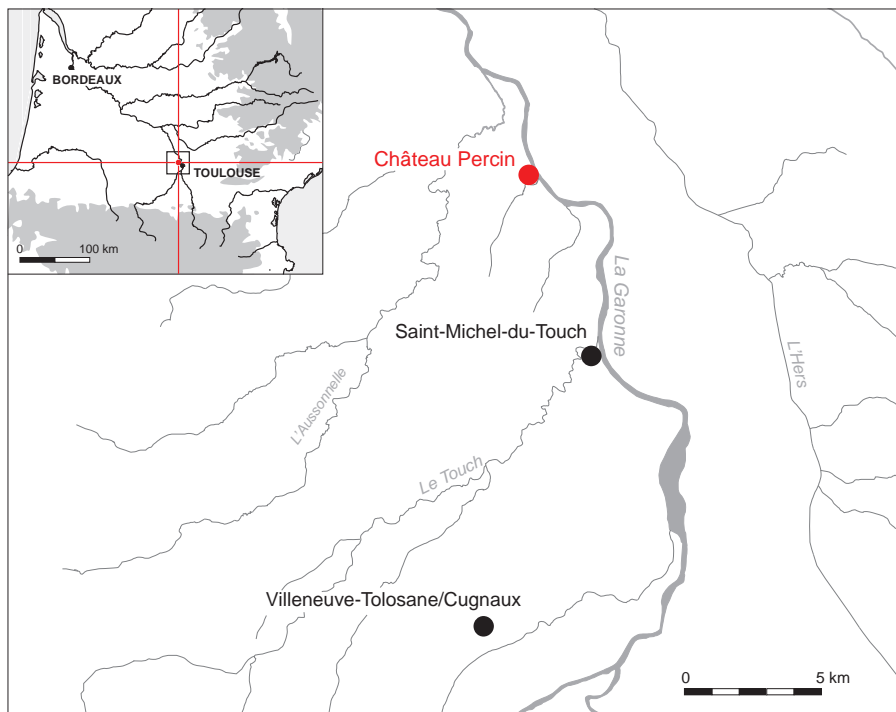 BORDEAUX
TOULOUSE
0 100 km
Château Percin
La Garonne
Saint-Michel-du-Touch
L'Hers
L'Aussonnelle
Le Touch
Villeneuve-Tolosane/Cugnaux
0 5 km